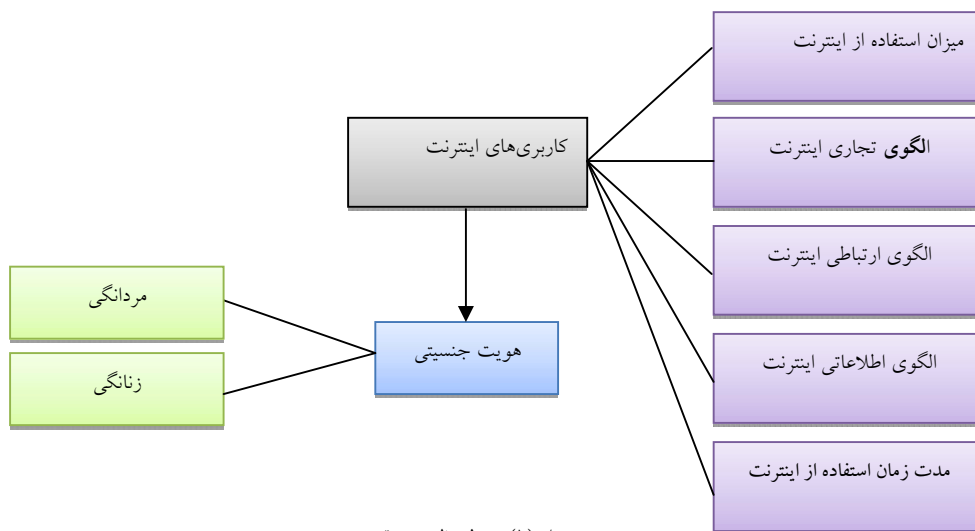 میزان استفاده از اینترنت
کاربری‌های اینترنت
الگوی تجاری اینترنت
الگوی ارتباطی اینترنت
مردانگی
هویت جنسیتی
الگوی اطلاعاتی اینترنت
زنانگی
مدت زمان استفاده از اینترنت